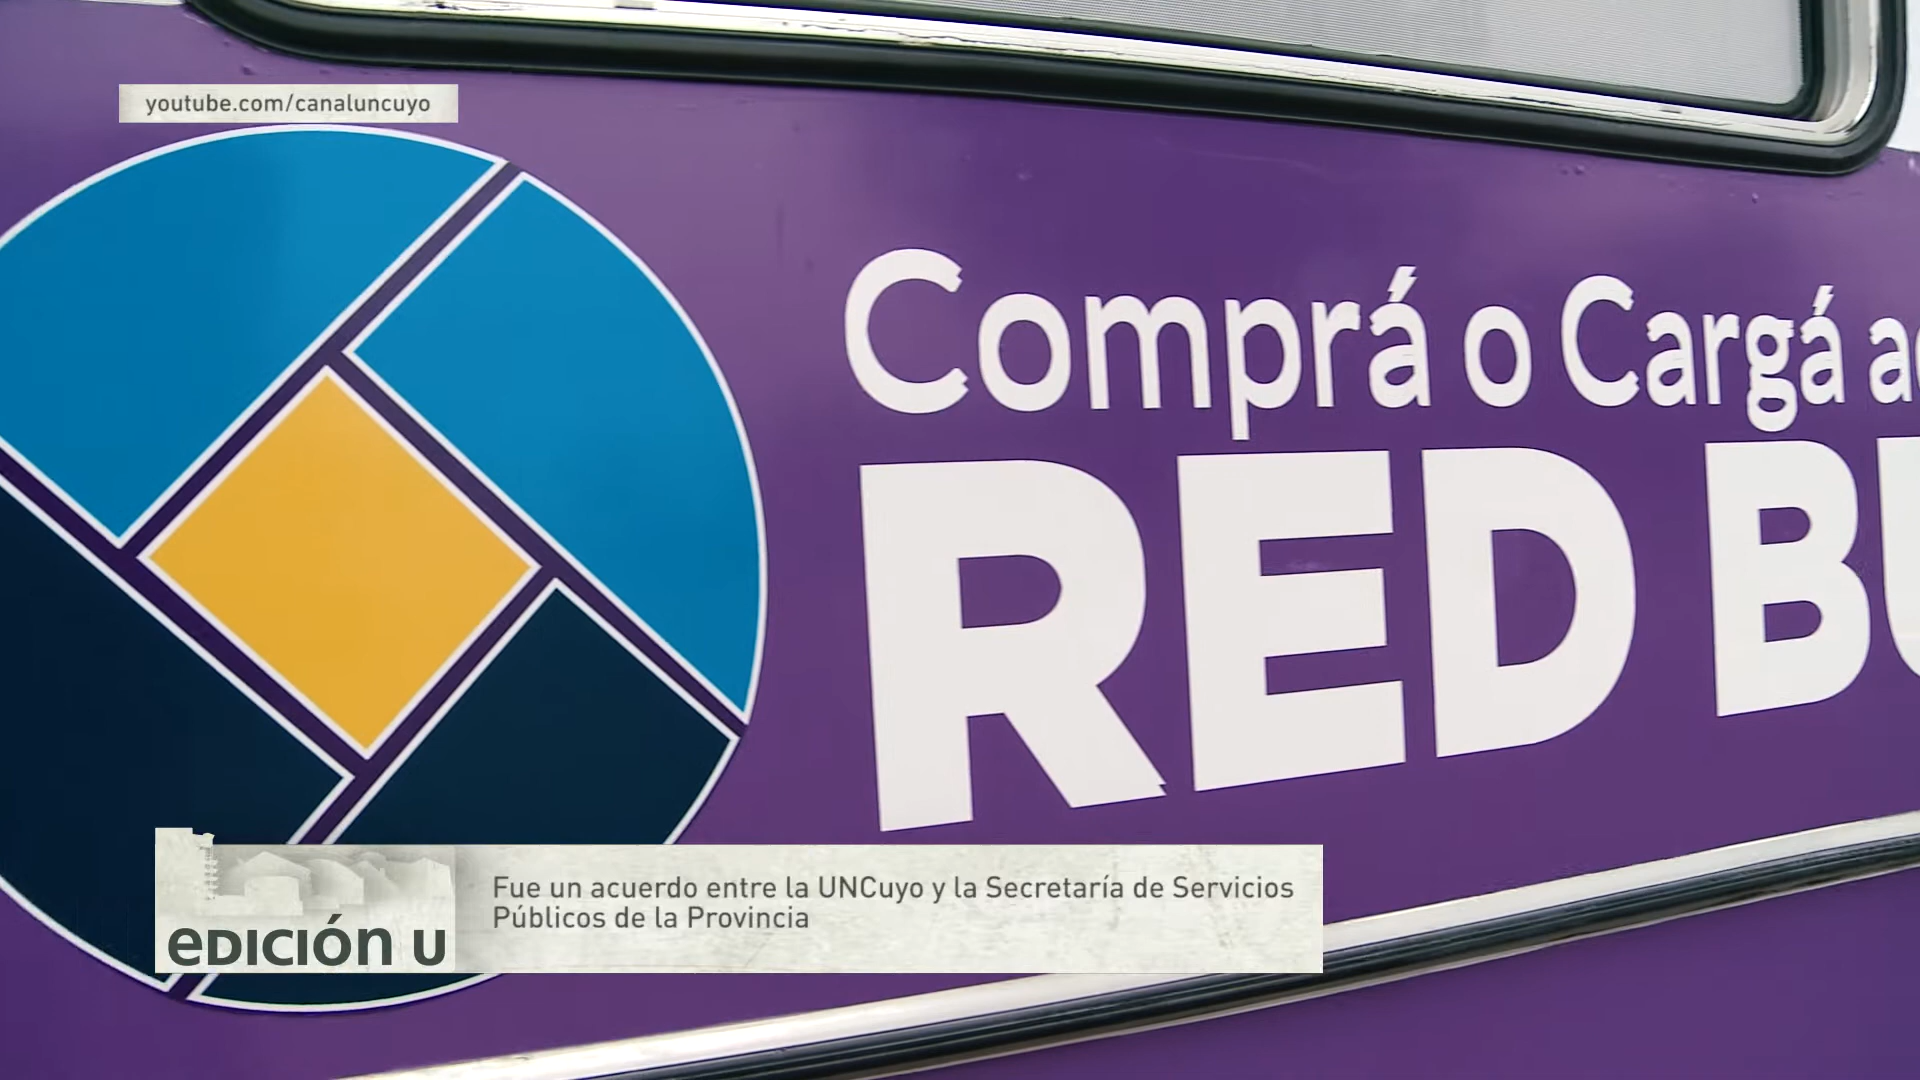 youtube.com/canaluncuyo
Comprá o Cargá
RED
Fue un acuerdo entre la UNCuyo y la Secretaría de Servicios
Públicos de la Provincia
eDICIÓN U